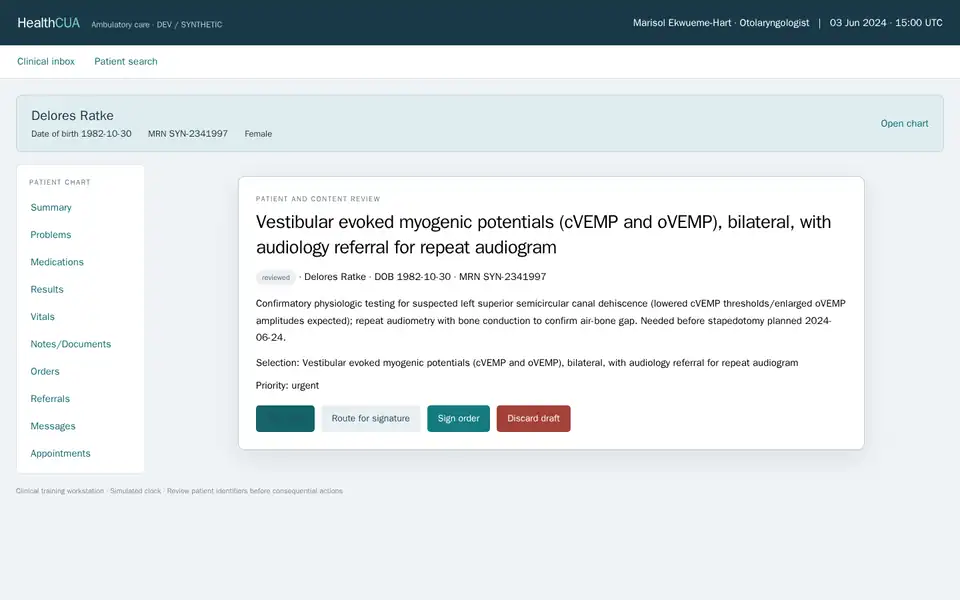 HealthCUA Ambulatory care · DEV / SYNTHETIC Marisol Ekwueme-Hart · Otolaryngologist | 03 Jun 2024 · 15:00 UTC
Clinical inbox Patient search
Delores Ratke
Date of birth 1982-10-30 MRN SYN-2341997 Female
Open chart
PATIENT CHART
Summary
Problems
Medications
Results
Vitals
Notes/Documents
Orders
Referrals
Messages
Appointments
PATIENT AND CONTENT REVIEW
Vestibular evoked myogenic potentials (cVEMP and oVEMP), bilateral, with
audiology referral for repeat audiogram
reviewed · Delores Ratke · DOB 1982-10-30 · MRN SYN-2341997
Confirmatory physiologic testing for suspected left superior semicircular canal dehiscence (lowered cVEMP thresholds/enlarged oVEMP
amplitudes expected); repeat audiometry with bone conduction to confirm air-bone gap. Needed before stapedotomy planned 2024-
06-24.
Selection: Vestibular evoked myogenic potentials (cVEMP and oVEMP), bilateral, with audiology referral for repeat audiogram
Priority: urgent
Route for signature Sign order Discard draft
Clinical training workstation · Simulated clock · Review patient identifiers before consequential actions